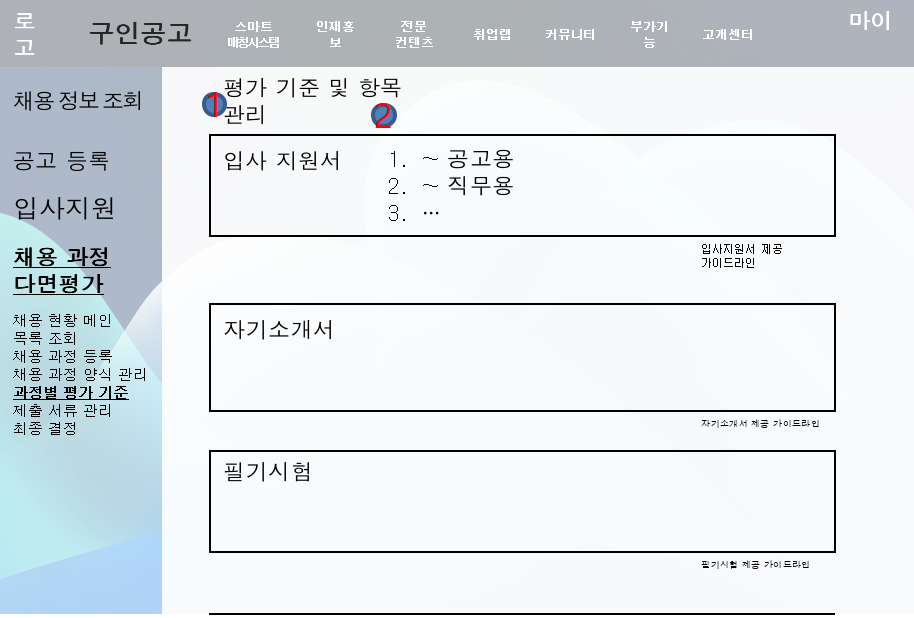 로
고
구인공고
스마트
매칭시스템
인재홍
보
전문
컨텐츠
취업랩
커뮤니티
부가기
능
고객센터
마이
채용 정보 조회
공고 등록
입사지원
채용 과정
다면평가
채용 현황 메인
목록 조회
채용 과정 등록
채용 과정 양식 관리
과정별 평가 기준
제출 서류 관리
최종 결정
평가 기준 및 항목
관리
1
2
입사 지원서
1. ~ 공고용
2. ~ 직무용
3. …
입사지원서 제공
가이드라인
자기소개서
자기소개서 제공 가이드라인
필기시험
필기시험 제공 가이드라인